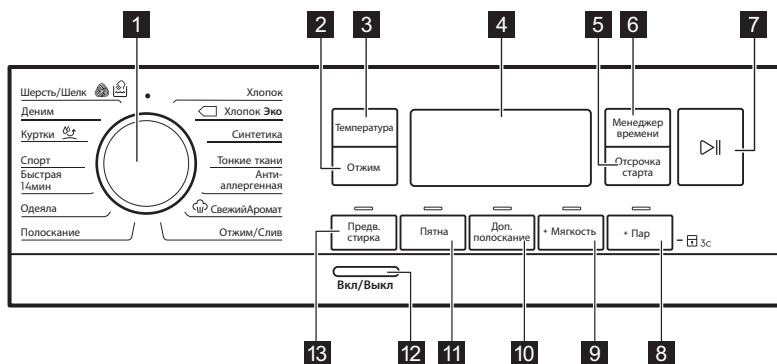 1
2
3
4
5
6
7
Шерсть/Шелк
Деним
Куртки
Спорт
Быстрая
14мин
Одеяла
Полоскание
Хлопок
Хлопок Эко
Синтетика
Тонкие ткани
Анти-
аллергенная
СвежийАромат
Отжим/Слив
Температура
Отжим
Менеджер
времени
Отсрочка
старта
Предв.
стирка
Пятна
Доп.
полоскание
+ Мягкость
+ Пар
3с
Вкл/Выкл
13
12
11
10
9
8